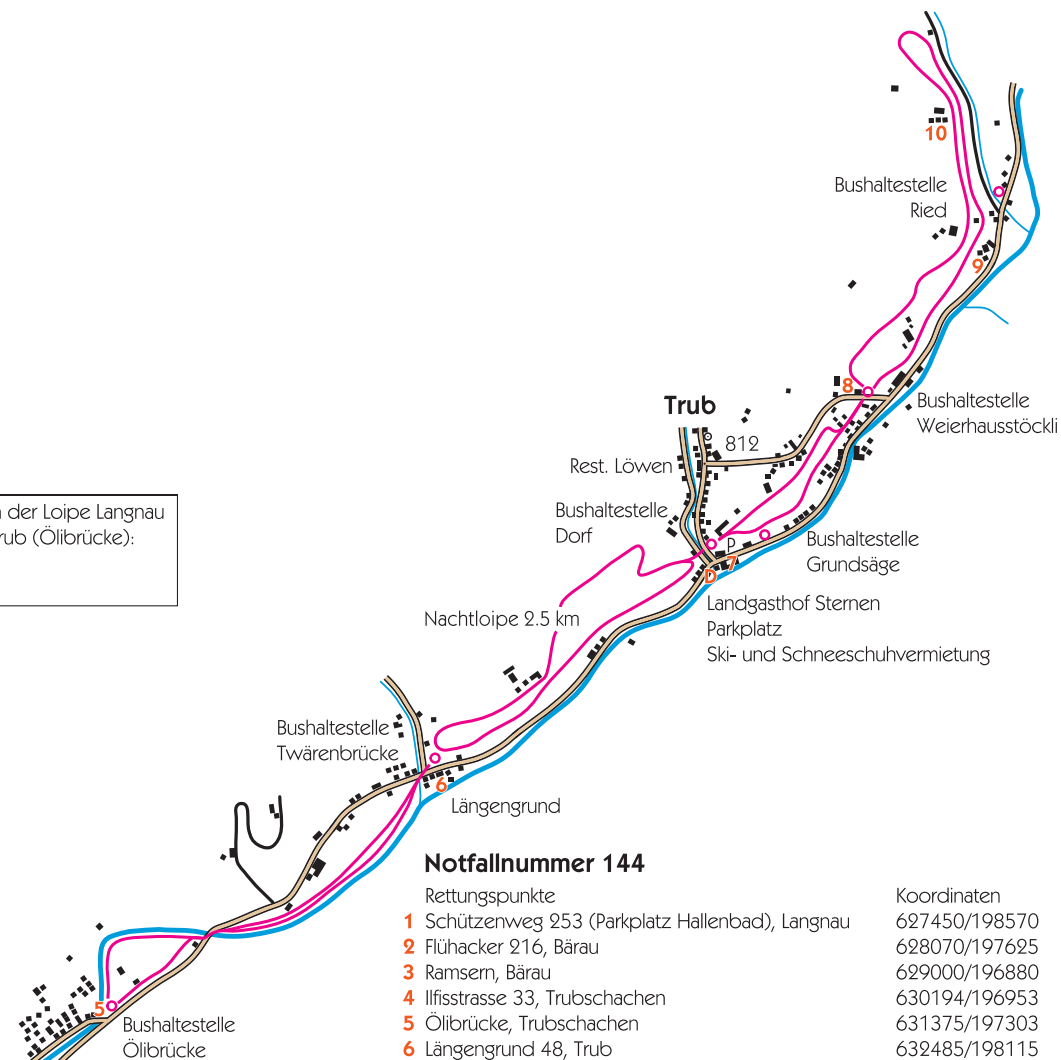 10
Bushaltestelle
Ried
9
8
Bushaltestelle
Weierhausstöckli
Trub
812
Rest. Löwen
Bushaltestelle
Dorf
P
7
D
Bushaltestelle
Grundsäge
der Loipe Langnau
rub (Ölibrücke):
Landgasthof Sternen
Parkplatz
Ski- und Schneeschuhvermietung
Nachtloipe 2.5 km
Bushaltestelle
Twärenbrücke
6
Längengrund
5
Bushaltestelle
Ölibrücke
Notfallnummer 144
Rettungspunkte Koordinaten
1 Schützenweg 253 (Parkplatz Hallenbad), Langnau 627450/198570
2 Flühacker 216, Bärau 628070/197625
3 Ramsern, Bärau 629000/196880
4 Ilfisstrasse 33, Trubschachen 630194/196953
5 Ölibrücke, Trubschachen 631375/197303
6 Längengrund 48, Trub 632485/198115